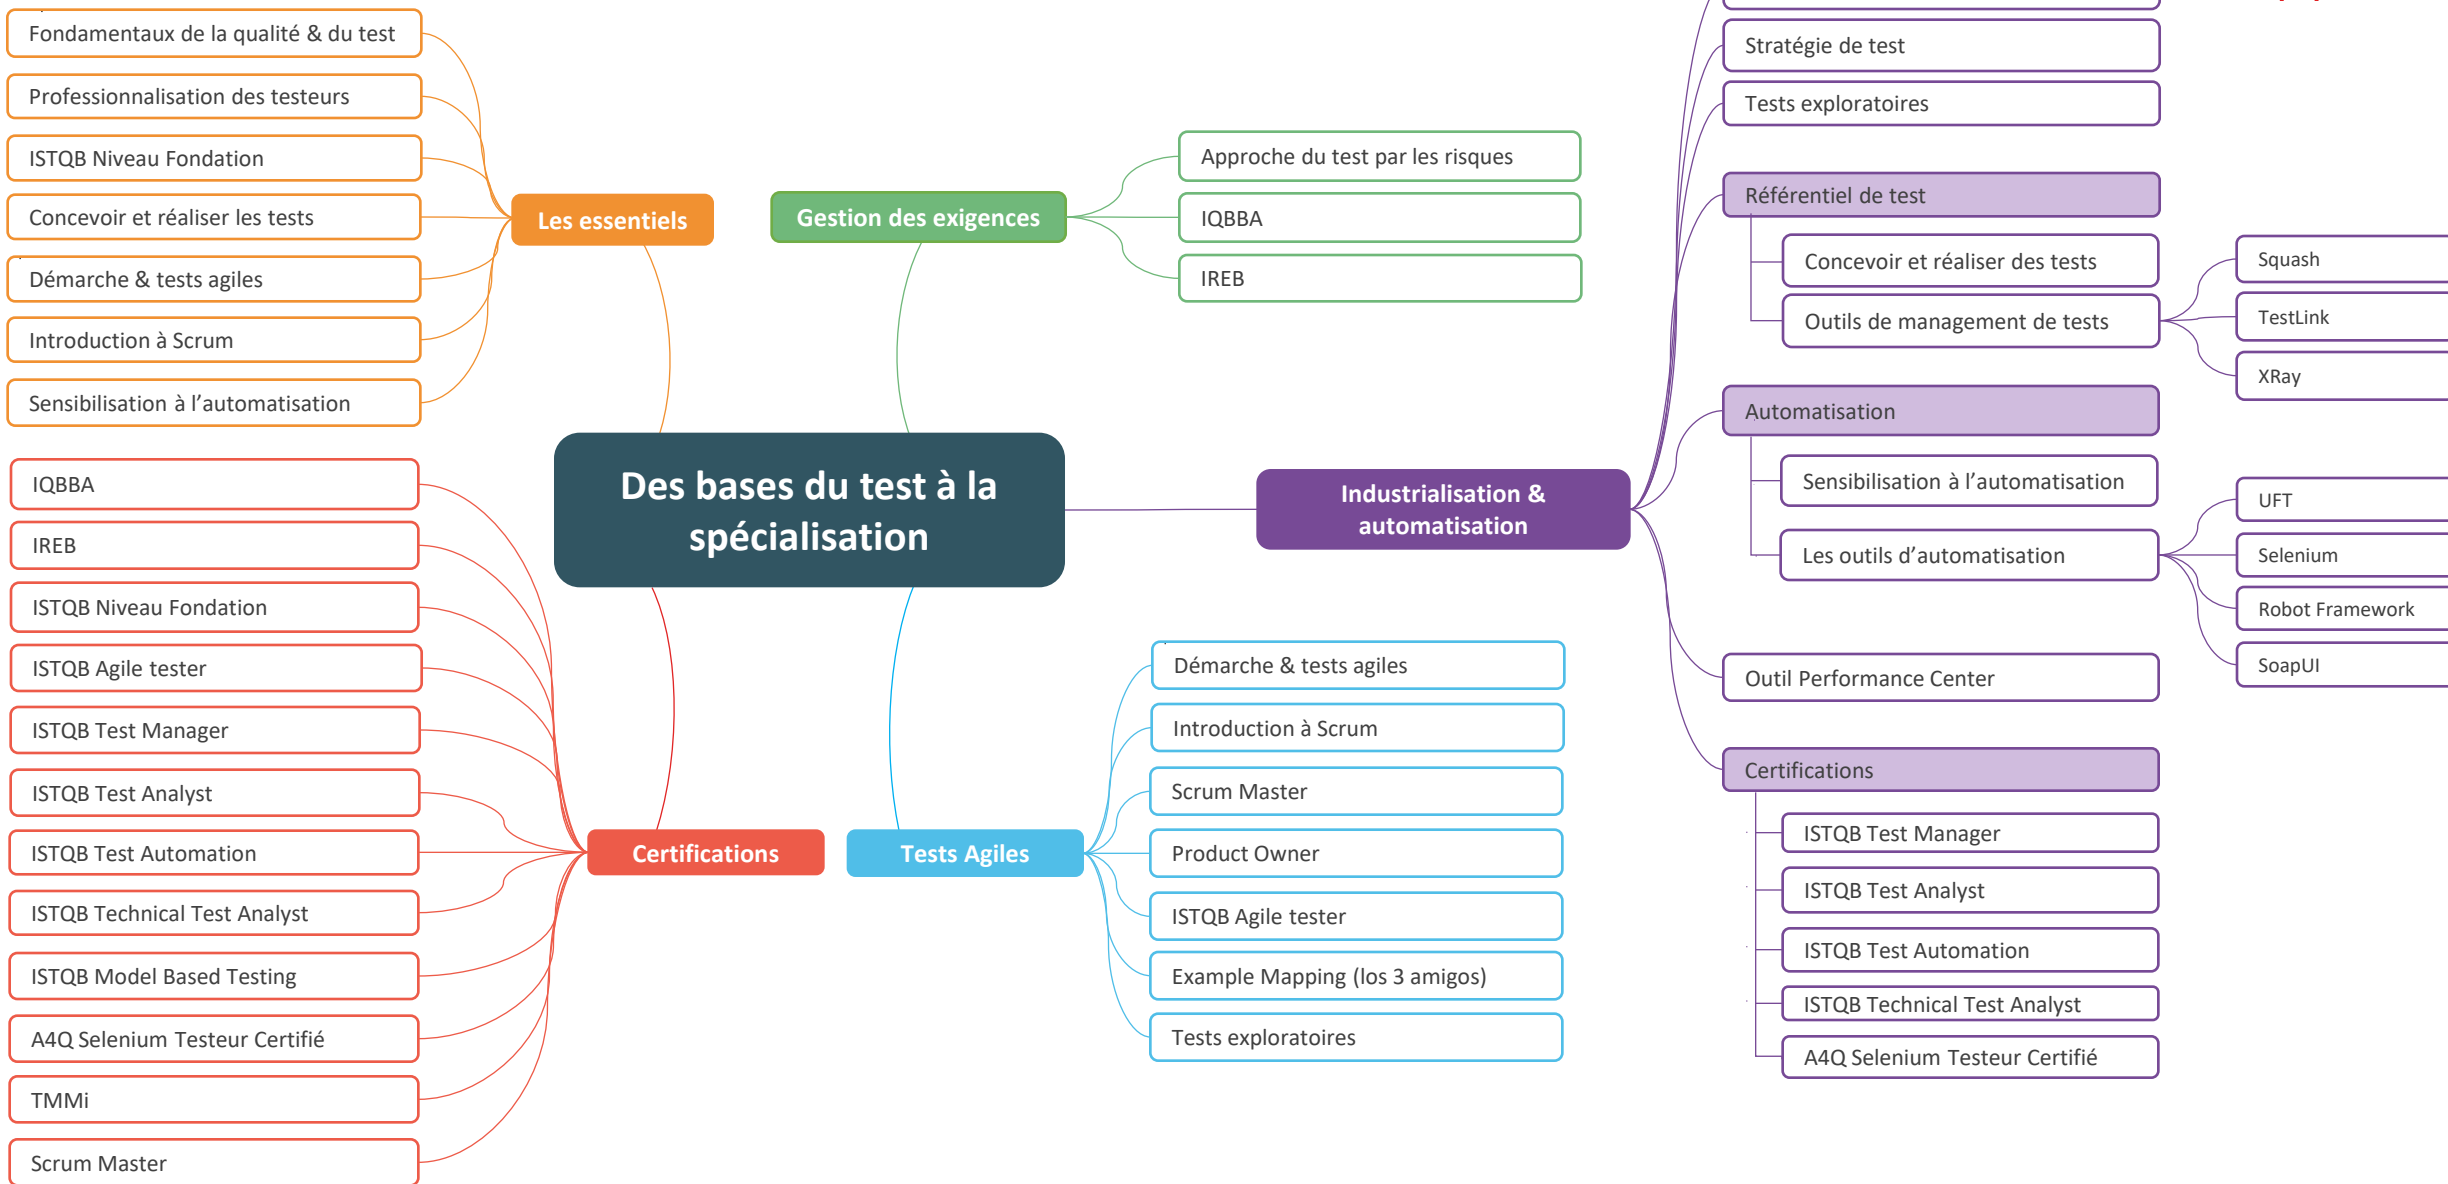 Fondamentaux de la qualité & du test
Professionnalisation des testeurs
ISTQB Niveau Fondation
Concevoir et réaliser les tests
Démarche & tests agiles
Introduction à Scrum
Sensibilisation à l'automatisation
Les essentiels
Gestion des exigences
Approche du test par les risques
IQBBA
IREB
Des bases du test à la
spécialisation
Industrialisation &
automatisation
Stratégie de test
Tests exploratoires
Référentiel de test
Concevoir et réaliser des tests
Outils de management de tests
Squash
TestLink
XRay
Automatisation
Sensibilisation à l'automatisation
Les outils d'automatisation
UFT
Selenium
Robot Framework
SoapUI
Outil Performance Center
Certifications
ISTQB Test Manager
ISTQB Test Analyst
ISTQB Test Automation
ISTQB Technical Test Analyst
A4Q Selenium Testeur Certifié
IQBBA
IREB
ISTQB Niveau Fondation
ISTQB Agile tester
ISTQB Test Manager
ISTQB Test Analyst
ISTQB Test Automation
ISTQB Technical Test Analyst
ISTQB Model Based Testing
A4Q Selenium Testeur Certifié
TMMi
Scrum Master
Certifications
Tests Agiles
Démarche & tests agiles
Introduction à Scrum
Scrum Master
Product Owner
ISTQB Agile tester
Example Mapping (los 3 amigos)
Tests exploratoires